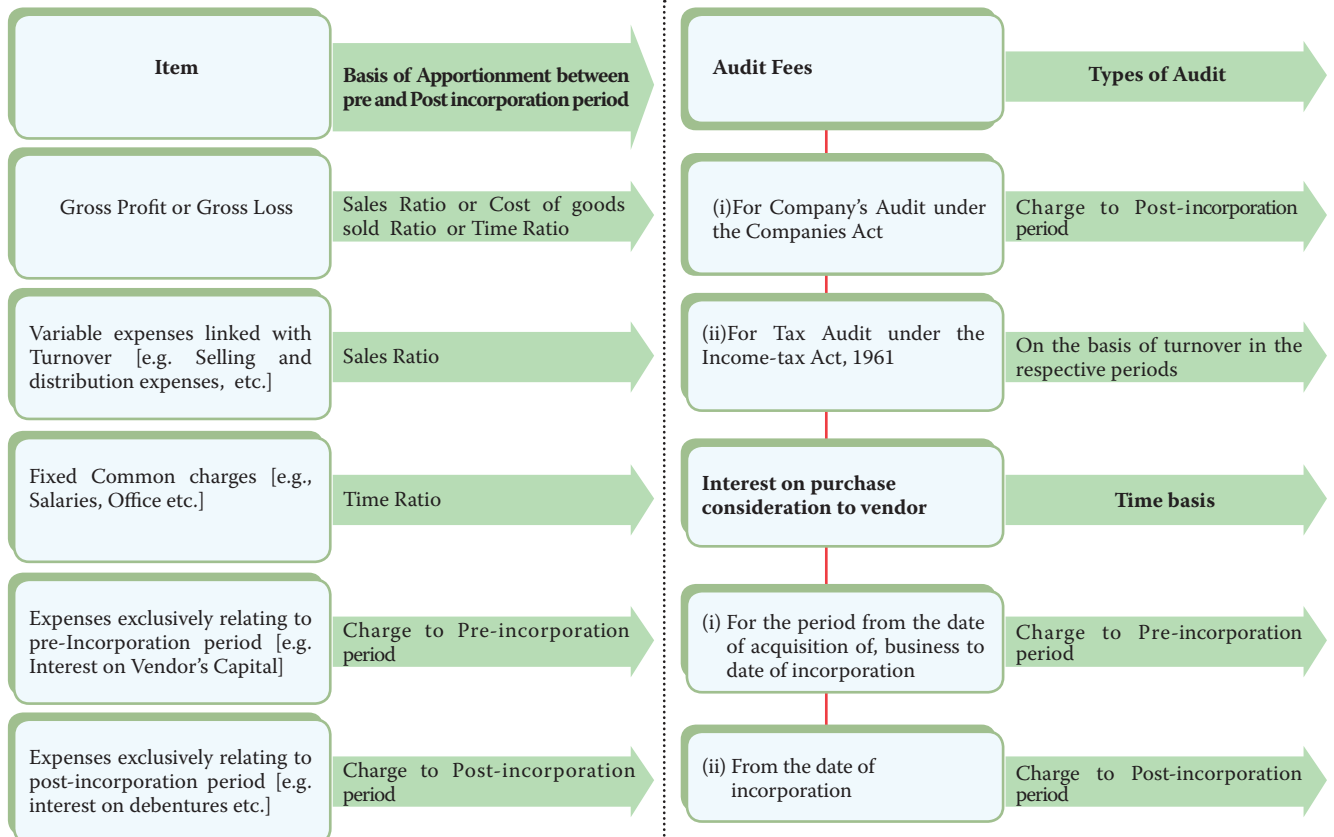 Item
Basis of Apportionment between
pre and Post incorporation period
Gross Profit or Gross Loss
Sales Ratio or Cost of goods
sold Ratio or Time Ratio
Variable expenses linked with
Turnover [e.g. Selling and
distribution expenses, etc.]
Sales Ratio
Fixed Common charges [e.g.,
Salaries, Office etc.]
Time Ratio
Expenses exclusively relating to
pre-Incorporation period [e.g.
Interest on Vendor’s Capital]
Charge to Pre-incorporation
period
Expenses exclusively relating to
post-incorporation period [e.g.
interest on debentures etc.]
Charge to Post-incorporation
period
Audit Fees
Types of Audit
(i)For Company’s Audit under
the Companies Act
Charge to Post-incorporation
period
(ii)For Tax Audit under the
Income-tax Act, 1961
On the basis of turnover in the
respective periods
Interest on purchase
consideration to vendor
Time basis
(i) For the period from the date
of acquisition of, business to
date of incorporation
Charge to Pre-incorporation
period
(ii) From the date of
incorporation
Charge to Post-incorporation
period